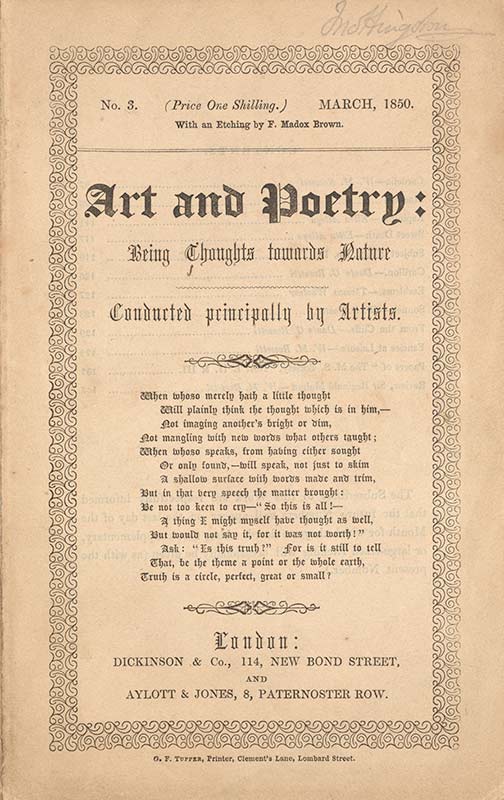 No. 3. (Price One Shilling.) MARCH, 1850.
With an Etching by F. Madox Brown.
Art and Poetry:
Being Thoughts towards Nature
Conducted principally by Artists.
When whoso merely hath a little thought
Will plainly think the thought which is in him,—
Not imaging another's bright or dim,
Not mangling with new words what others taught;
When whoso speaks, from having either sought
Or only found,—will speak, not just to skim
A shallow surface with words made and trim,
But in that very speech the matter brought:
Be not too keen to cry—"So this is all!—
A thing I might myself have thought as well,
But would not say it, for it was not worth!"
Ask: "Is this truth?" For is it still to tell
That, be the theme a point or the whole earth,
Truth is a circle, perfect, great or small?
London:
DICKINSON & Co., 114, NEW BOND STREET,
AND
AYLOTT & JONES, 8, PATERNOSTER ROW.
G. F. TUPPER, Printer, Clement's Lane, Lombard Street.